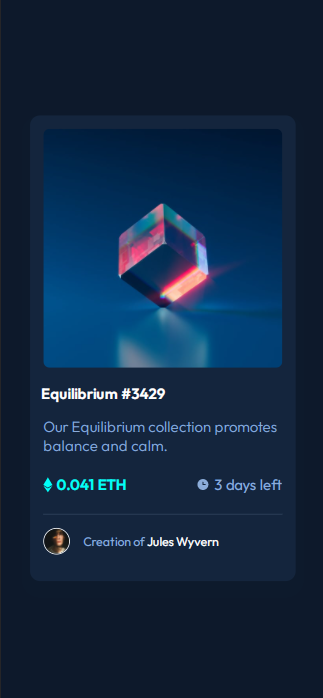 Equilibrium #3429
Our Equilibrium collection promotes
balance and calm.
0.041 ETH
3 days left
Creation of Jules Wyvern